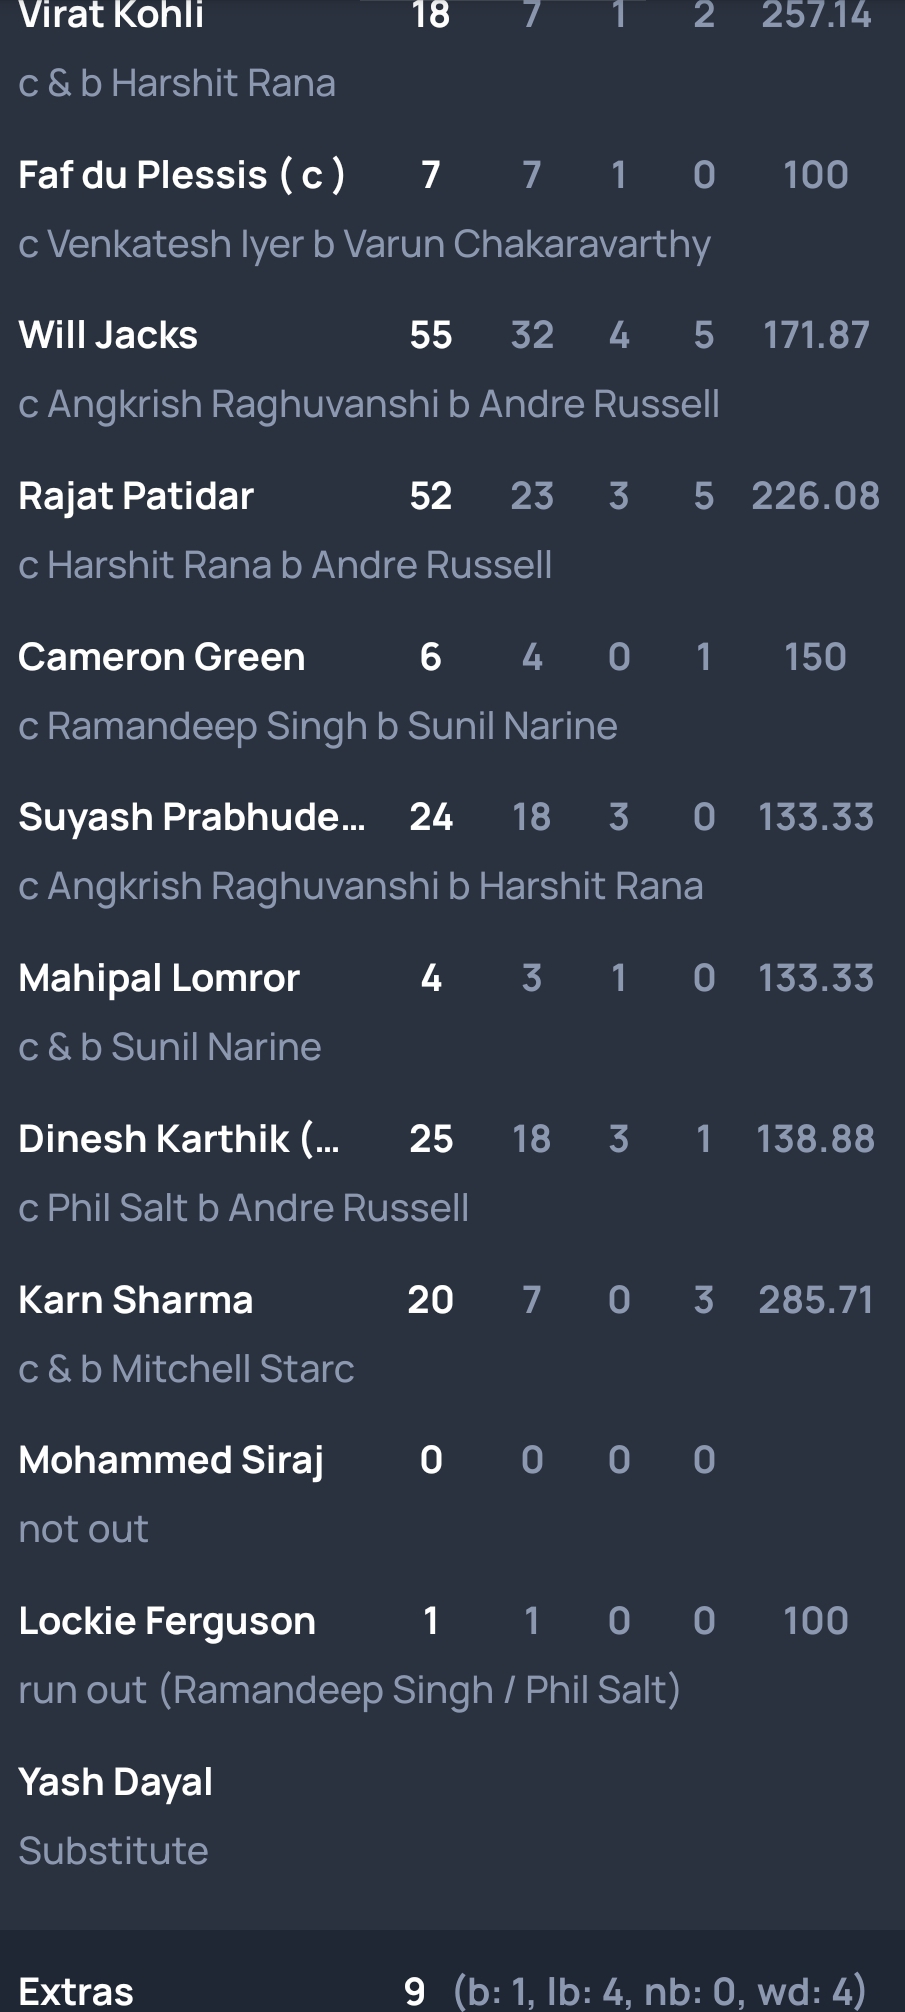 Virat Kohli 18 7 1 2 257.14
c & b Harshit Rana
Faf du Plessis ( c ) 7 7 1 0 100
c Venkatesh Iyer b Varun Chakaravarthy
Will Jacks 55 32 4 5 171.87
c Angkrish Raghuvanshi b Andre Russell
Rajat Patidar 52 23 3 5 226.08
c Harshit Rana b Andre Russell
Cameron Green 6 4 0 1 150
c Ramandeep Singh b Sunil Narine
Suyash Prabhude... 24 18 3 0 133.33
c Angkrish Raghuvanshi b Harshit Rana
Mahipal Lomror 4 3 1 0 133.33
c & b Sunil Narine
Dinesh Karthik (... 25 18 3 1 138.88
c Phil Salt b Andre Russell
Karn Sharma 20 7 0 3 285.71
c & b Mitchell Starc
Mohammed Siraj 0 0 0 0
not out
Lockie Ferguson 1 1 0 0 100
run out (Ramandeep Singh / Phil Salt)
Yash Dayal
Substitute
Extras 9 (b: 1, lb: 4, nb: 0, wd: 4)